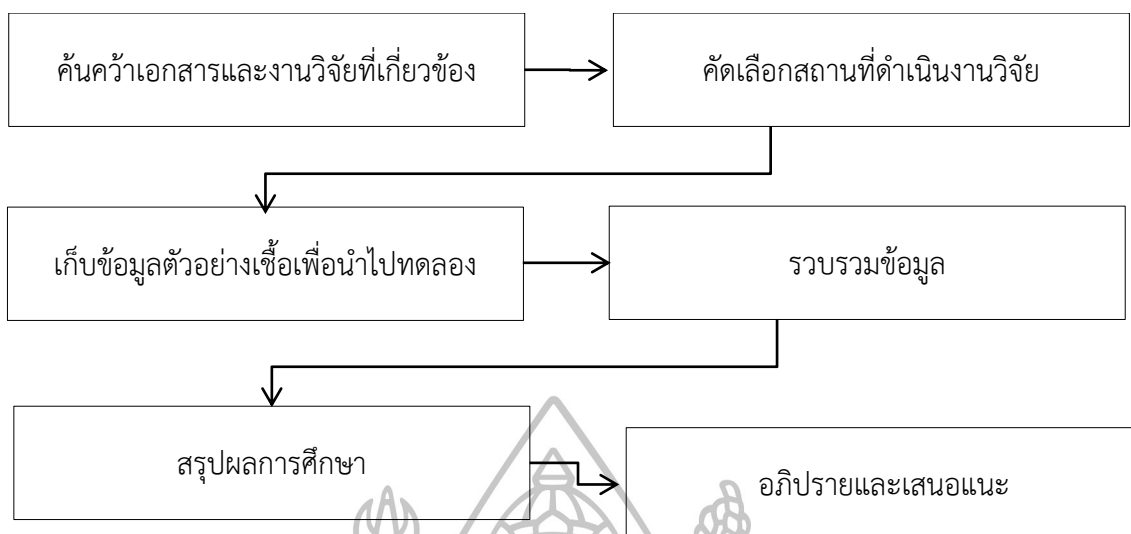 ค้นคว้าเอกสารและงานวิจัยที่เกี่ยวข้อง
คัดเลือกสถานที่ดำเนินงานวิจัย
เก็บข้อมูลตัวอย่างเชื้อเพื่อนำไปทดลอง
รวบรวมข้อมูล
สรุปผลการศึกษา
อภิปรายและเสนอแนะ